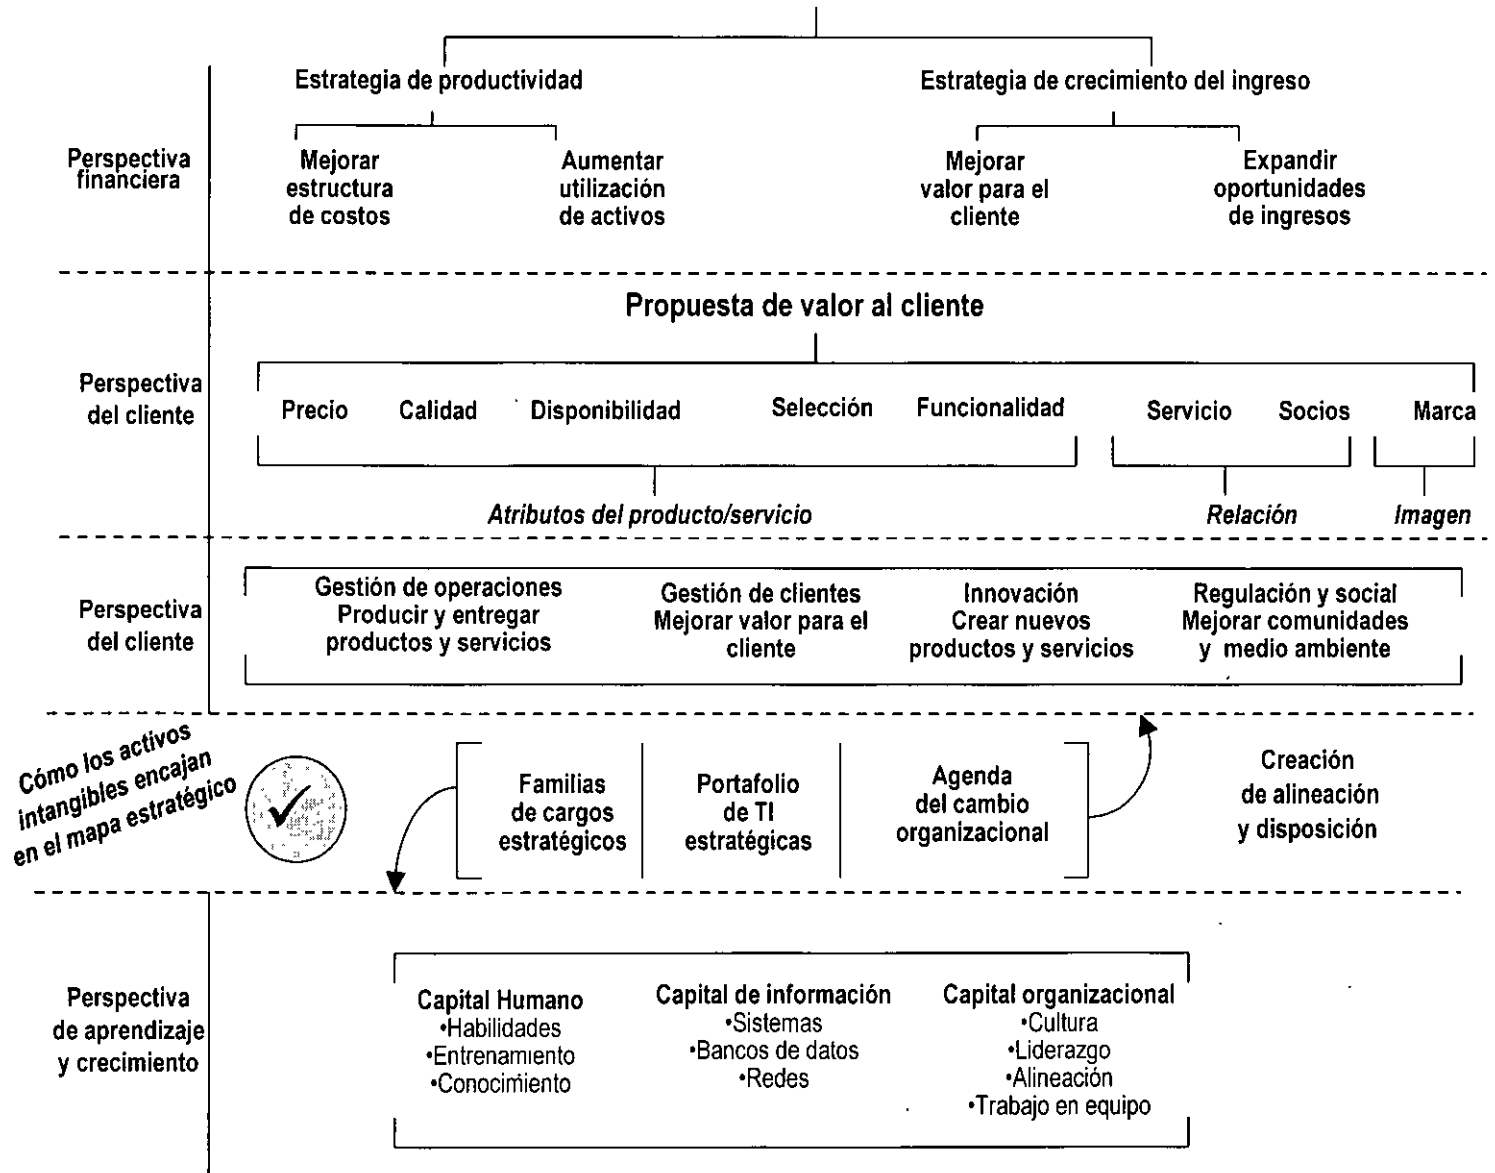 Estrategia de productividad
Estrategia de crecimiento del ingreso
Perspectiva
financiera
Mejorar
estructura
de costos
Aumentar
utilización
de activos
Mejorar
valor para el
cliente
Expandir
oportunidades
de ingresos
Propuesta de valor al cliente
Perspectiva
del cliente
Precio
Calidad
Disponibilidad
Selección
Funcionalidad
Servicio
Socios
Marca
Atributos del producto/servicio
Relación
Imagen
Perspectiva
del cliente
Gestión de operaciones
Producir y entregar
productos y servicios
Gestión de clientes
Mejorar valor para el
cliente
Innovación
Crear nuevos
productos y servicios
Regulación y social
Mejorar comunidades
y medio ambiente
Cómo los activos
intangibles encajan
en el mapa estratégico
Familias
de cargos
estratégicos
Portafolio
de TI
estratégicas
Agenda
del cambio
organizacional
Creación
de alineación
y disposición
Perspectiva
de aprendizaje
y crecimiento
Capital Humano
•Habilidades
•Entrenamiento
•Conocimiento
Capital de información
•Sistemas
•Bancos de datos
•Redes
Capital organizacional
•Cultura
•Liderazgo
•Alineación
•Trabajo en equipo